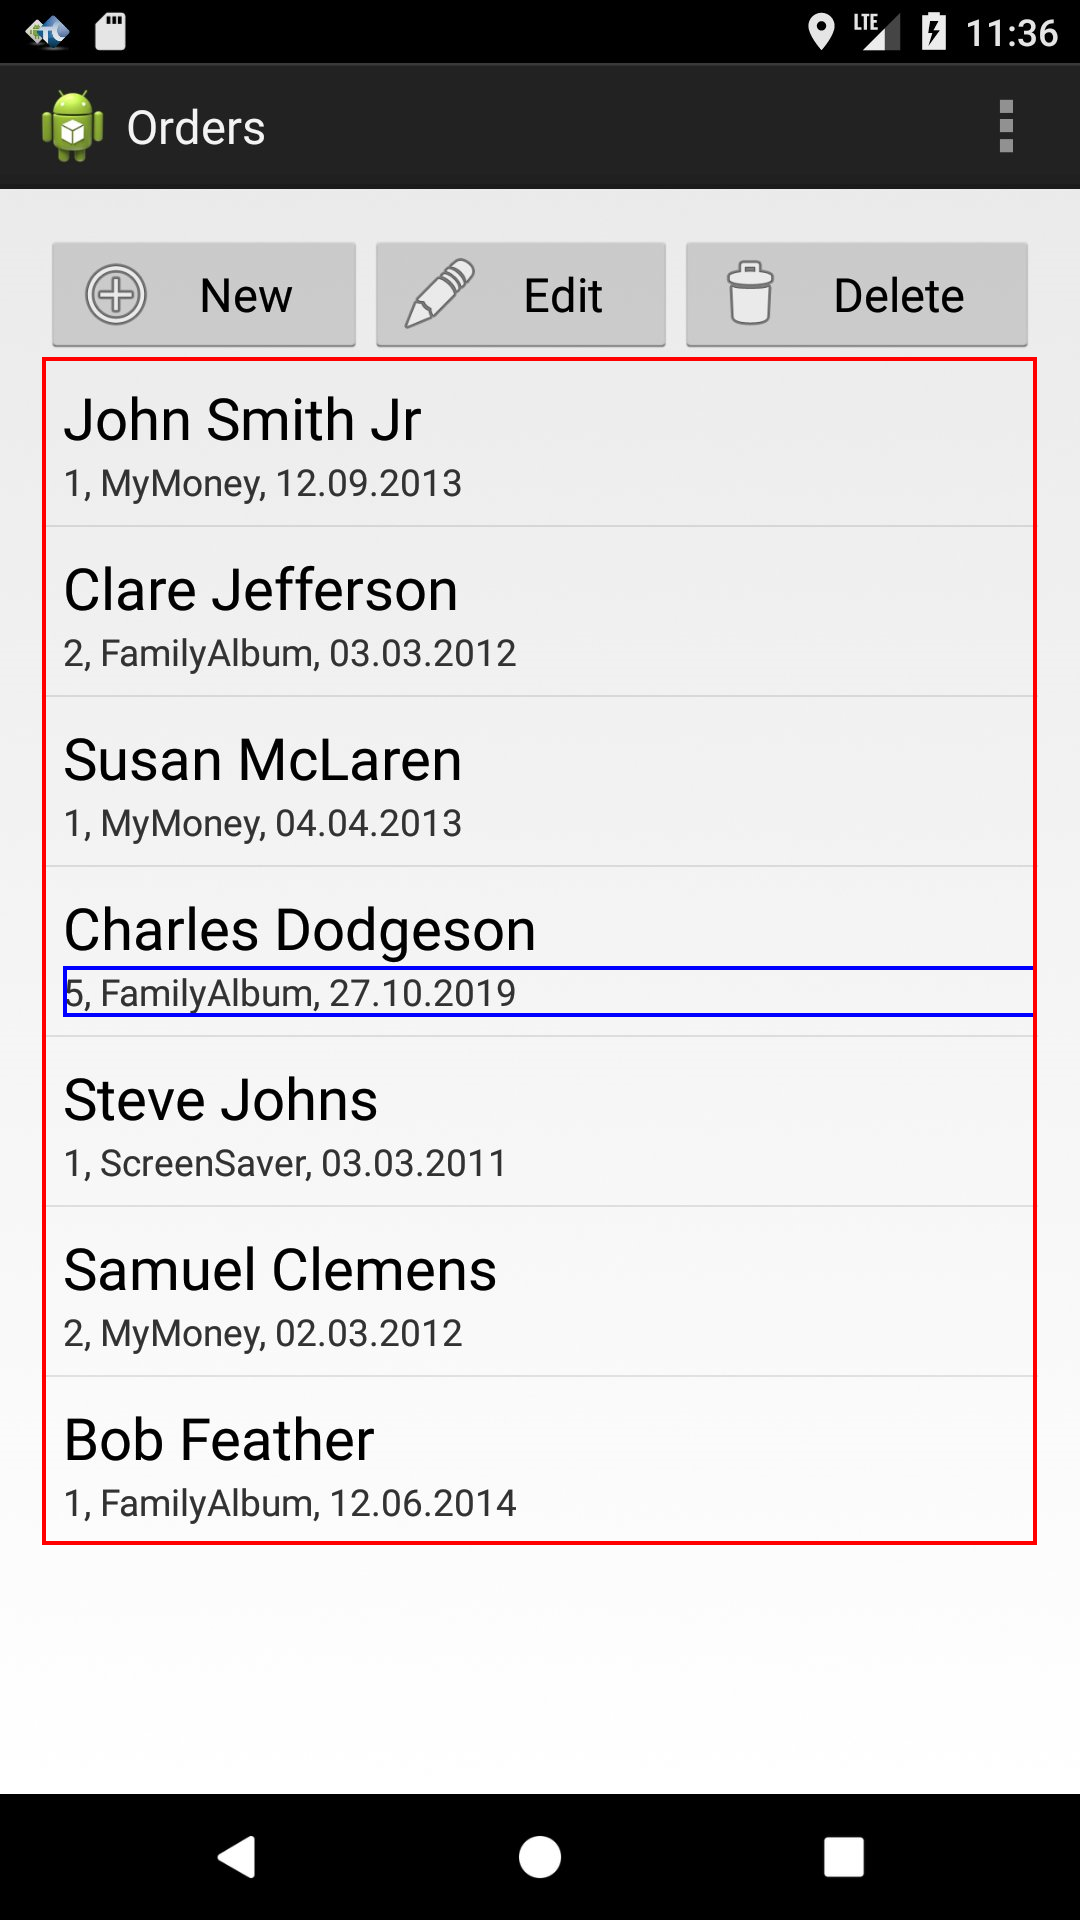 LTE 11:36
Orders
New Edit Delete
John Smith Jr
1, MyMoney, 12.09.2013
Clare Jefferson
2, FamilyAlbum, 03.03.2012
Susan McLaren
1, MyMoney, 04.04.2013
Charles Dodgeson
5, FamilyAlbum, 27.10.2019
Steve Johns
1, ScreenSaver, 03.03.2011
Samuel Clemens
2, MyMoney, 02.03.2012
Bob Feather
1, FamilyAlbum, 12.06.2014